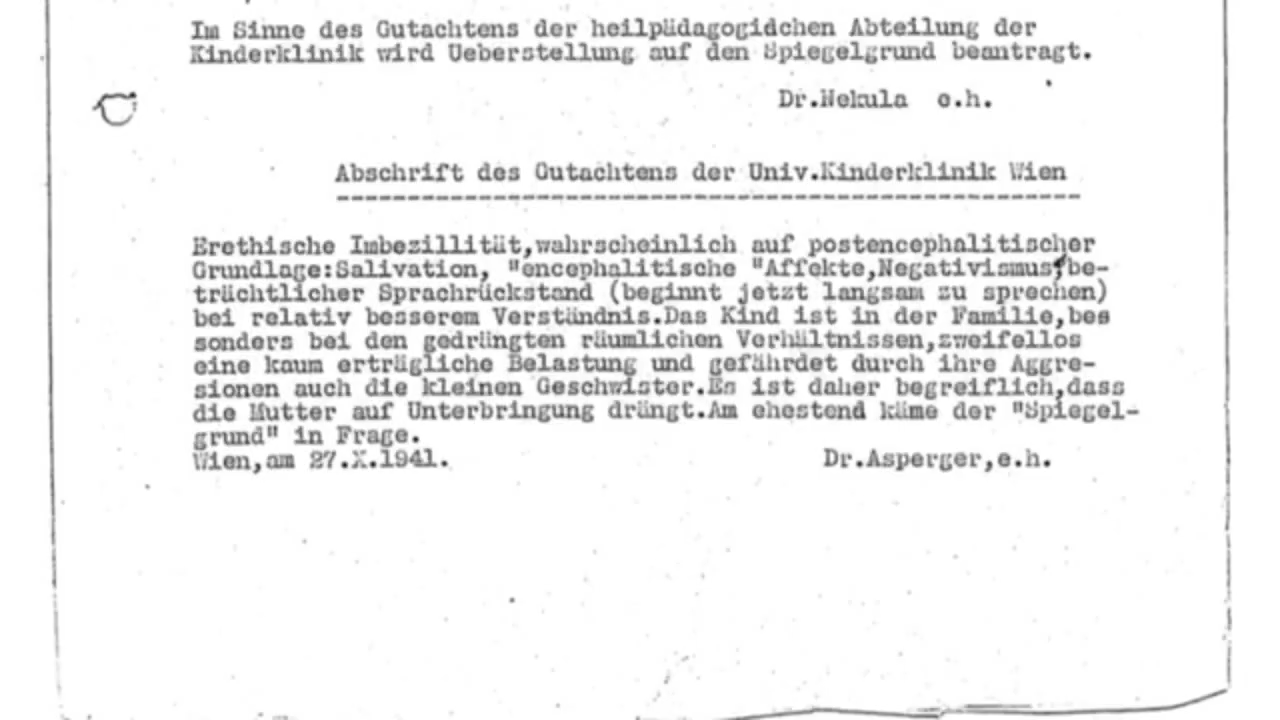 Im Sinne des Gutachtens der heilpädagogidchen Abteilung der
Kinderklinik wird Ueberstellung auf den Spiegelgrund beantragt.
Dr.Nekula e.h.
Abschrift des Gutachtens der Univ.Kinderklinik Wien
Erethische Imbezillität,wahrscheinlich auf postencephalitischer
Grundlage:Salivation, "encephalitische "Affekte,Negativismus,be-
trächtlicher Sprachrückstand (beginnt jetzt langsam zu sprechen)
bei relativ besserem Verständnis.Das Kind ist in der Familie,bes
sonders bei den gedrängten räumlichen Verhältnissen,zweifellos
eine kaum erträgliche Belastung und gefährdet durch ihre Aggre-
sionen auch die kleinen Geschwister.Es ist daher begreiflich,dass
die Mutter auf Unterbringung drängt.Am ehestend käme der "Spiegel-
grund" in Frage.
Wien,am 27.X.1941. Dr.Asperger,e.h.